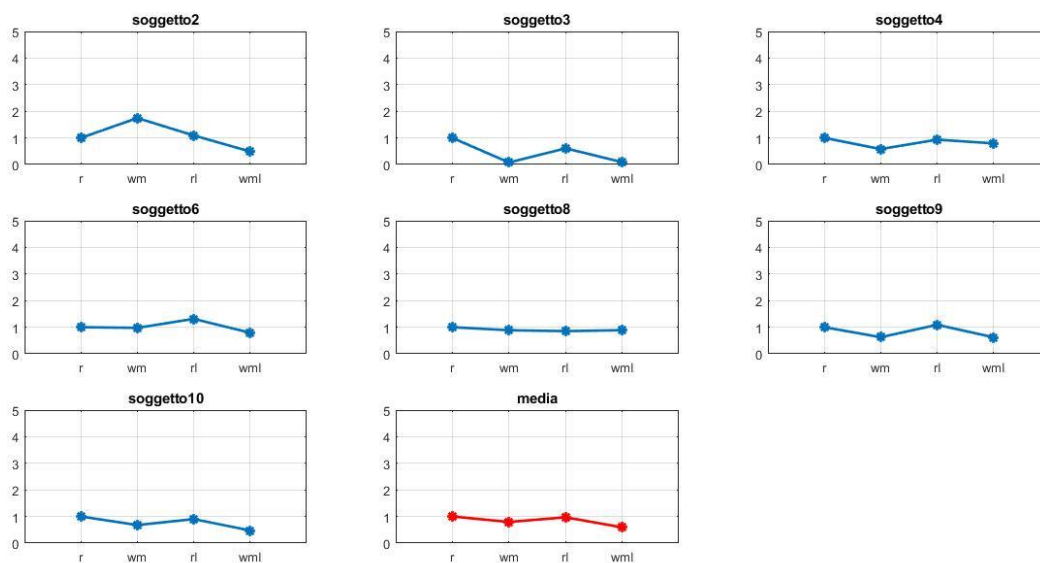 soggetto2 soggetto3 soggetto4
5 5 5
4 4 4
3 3 3
2 2 2
1 1 1
0 0 0
r wm rl wml r wm rl wml r wm rl wml
soggetto6 soggetto8 soggetto9
5 5 5
4 4 4
3 3 3
2 2 2
1 1 1
0 0 0
r wm rl wml r wm rl wml r wm rl wml
soggetto10 media
5 5
4 4
3 3
2 2
1 1
0 0
r wm rl wml r wm rl wml